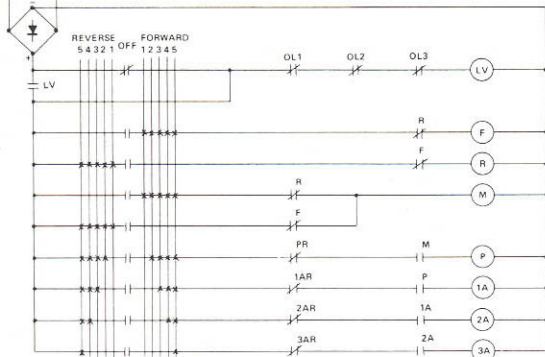 REVERSE OFF FORWARD
5 4 3 2 1 1 2 3 4 5
OL1 OL2 OL3
LV LV
R F
F R
R M
F
PR M P
1AR P 1A
2AR 1A 2A
3AR 2A 3A